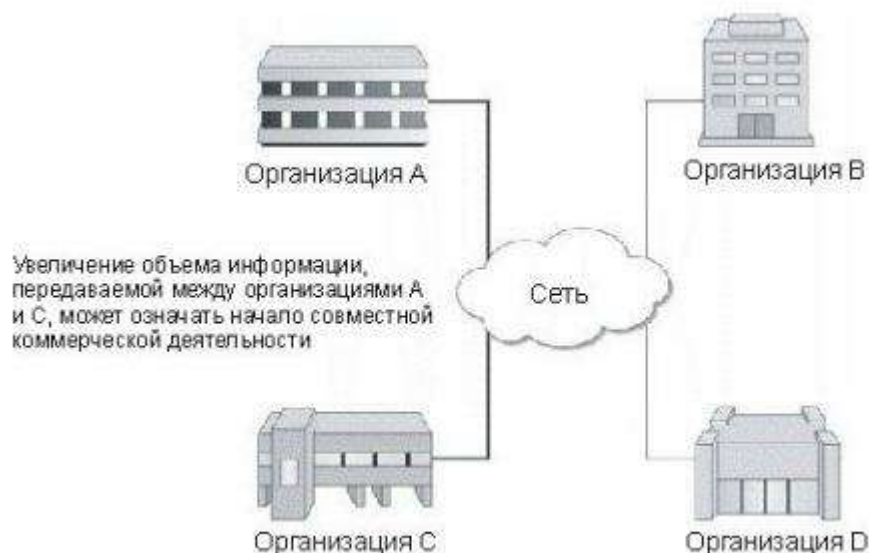 Организация A
Организация B
Увеличение объема информации,
передаваемой между организациями А
и С, может означать начало совместной
коммерческой деятельности
Сеть
Организация C
Организация D